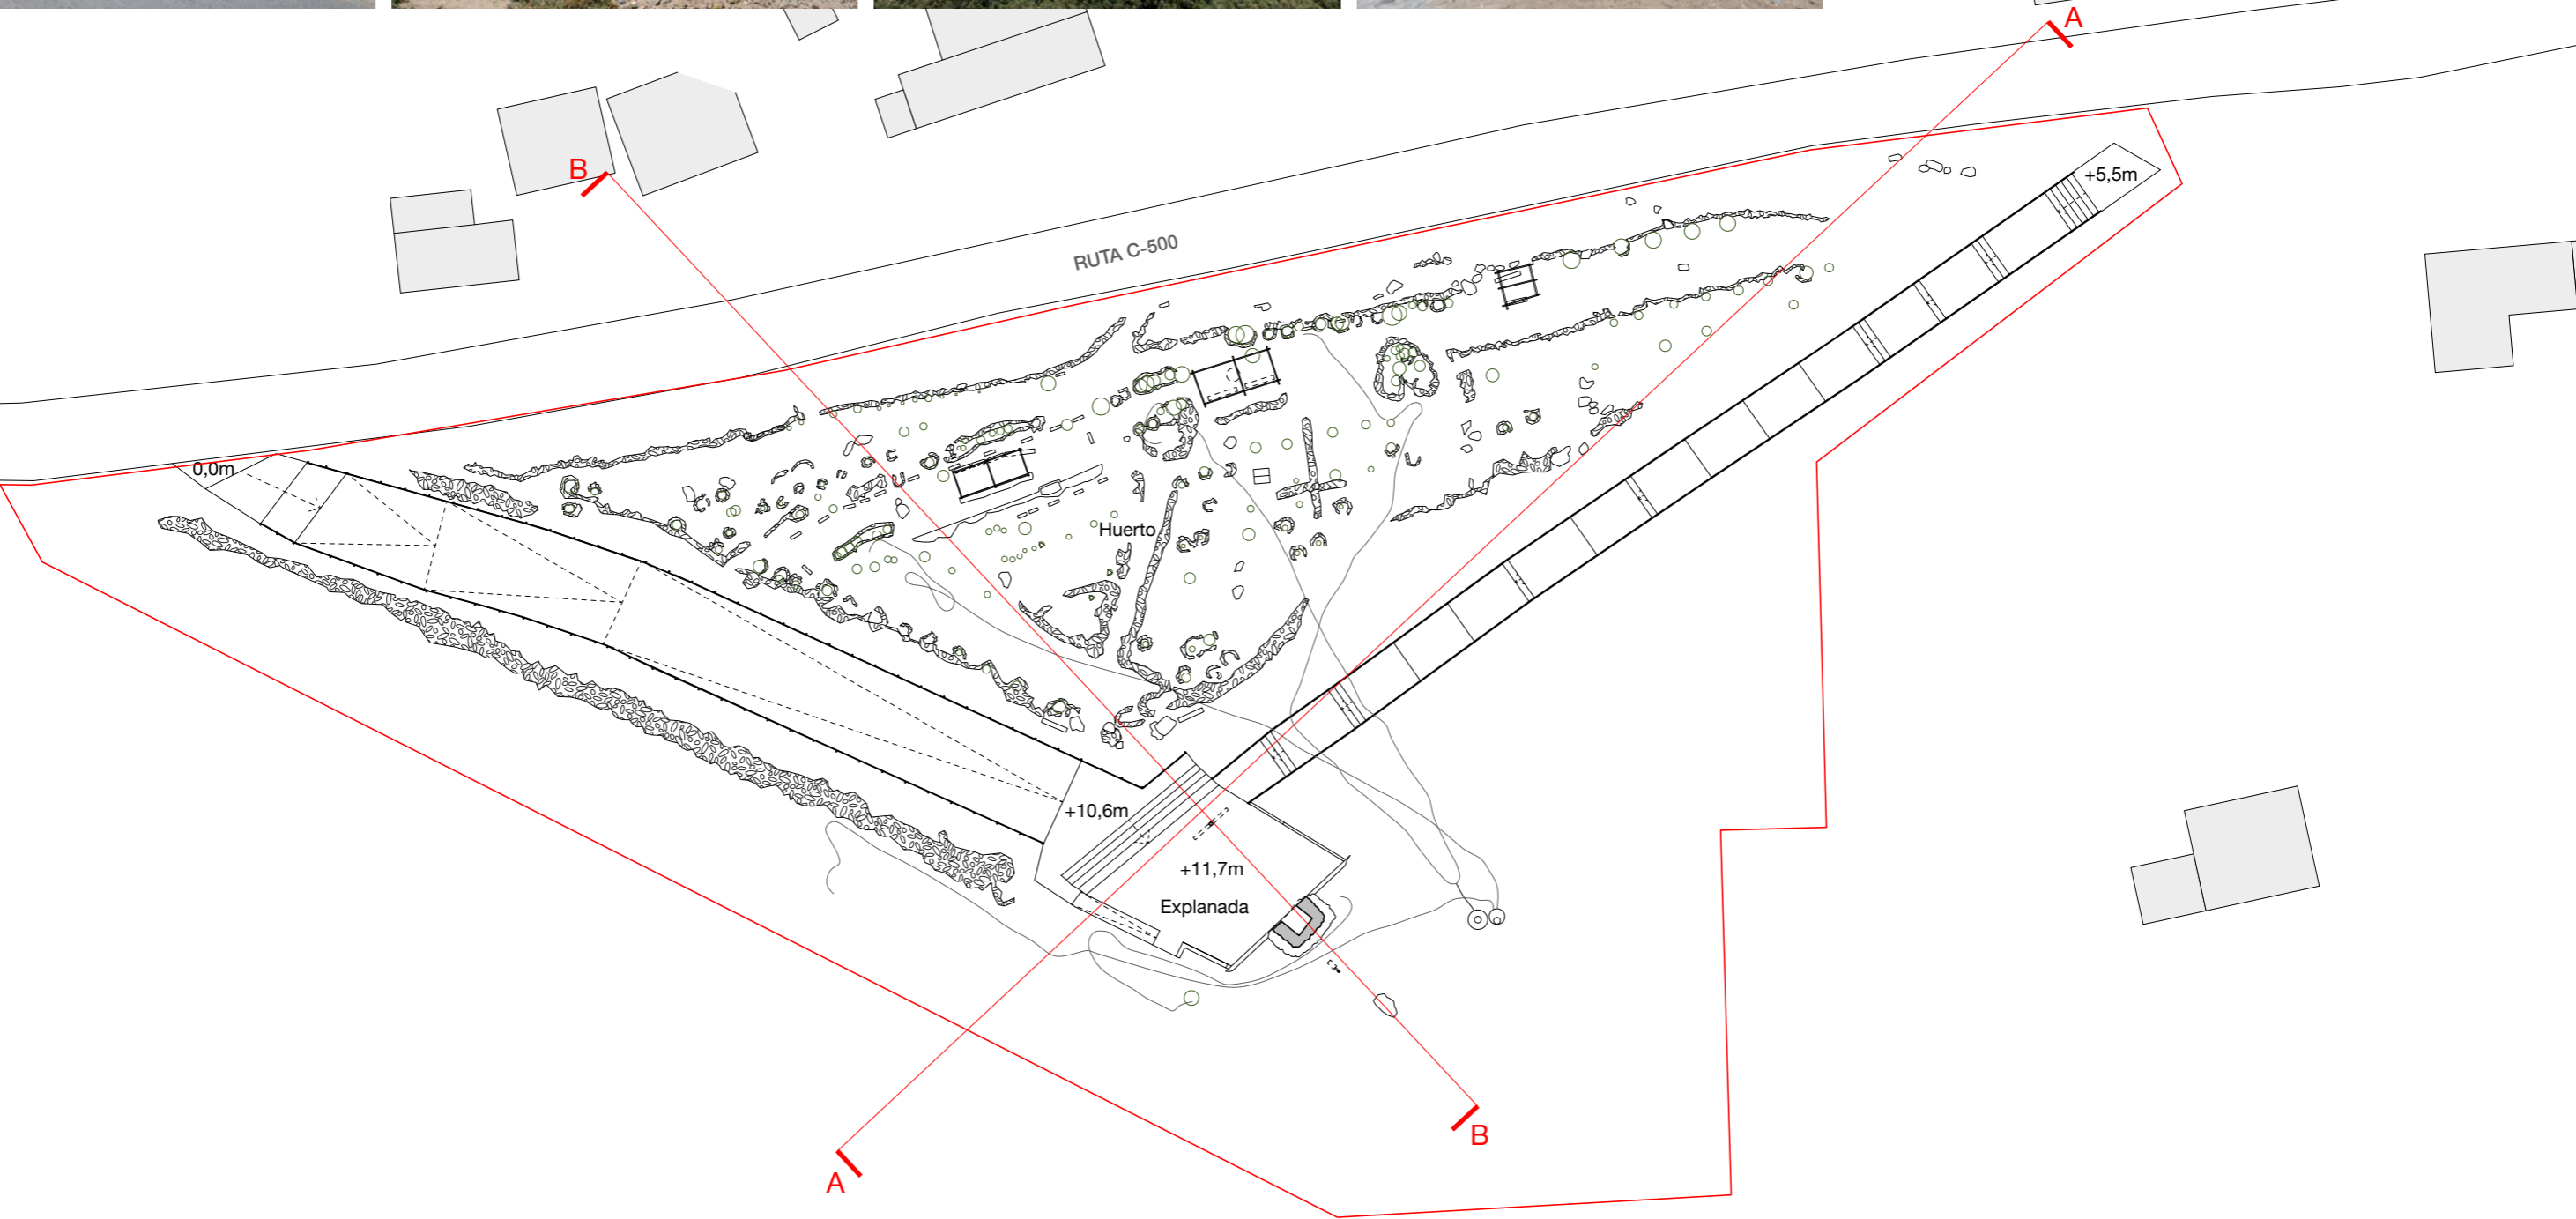 A
B
+5,5m
RUTA C-500
0,0m
Huerto
+10,6m
+11,7m
Explanada
B
A